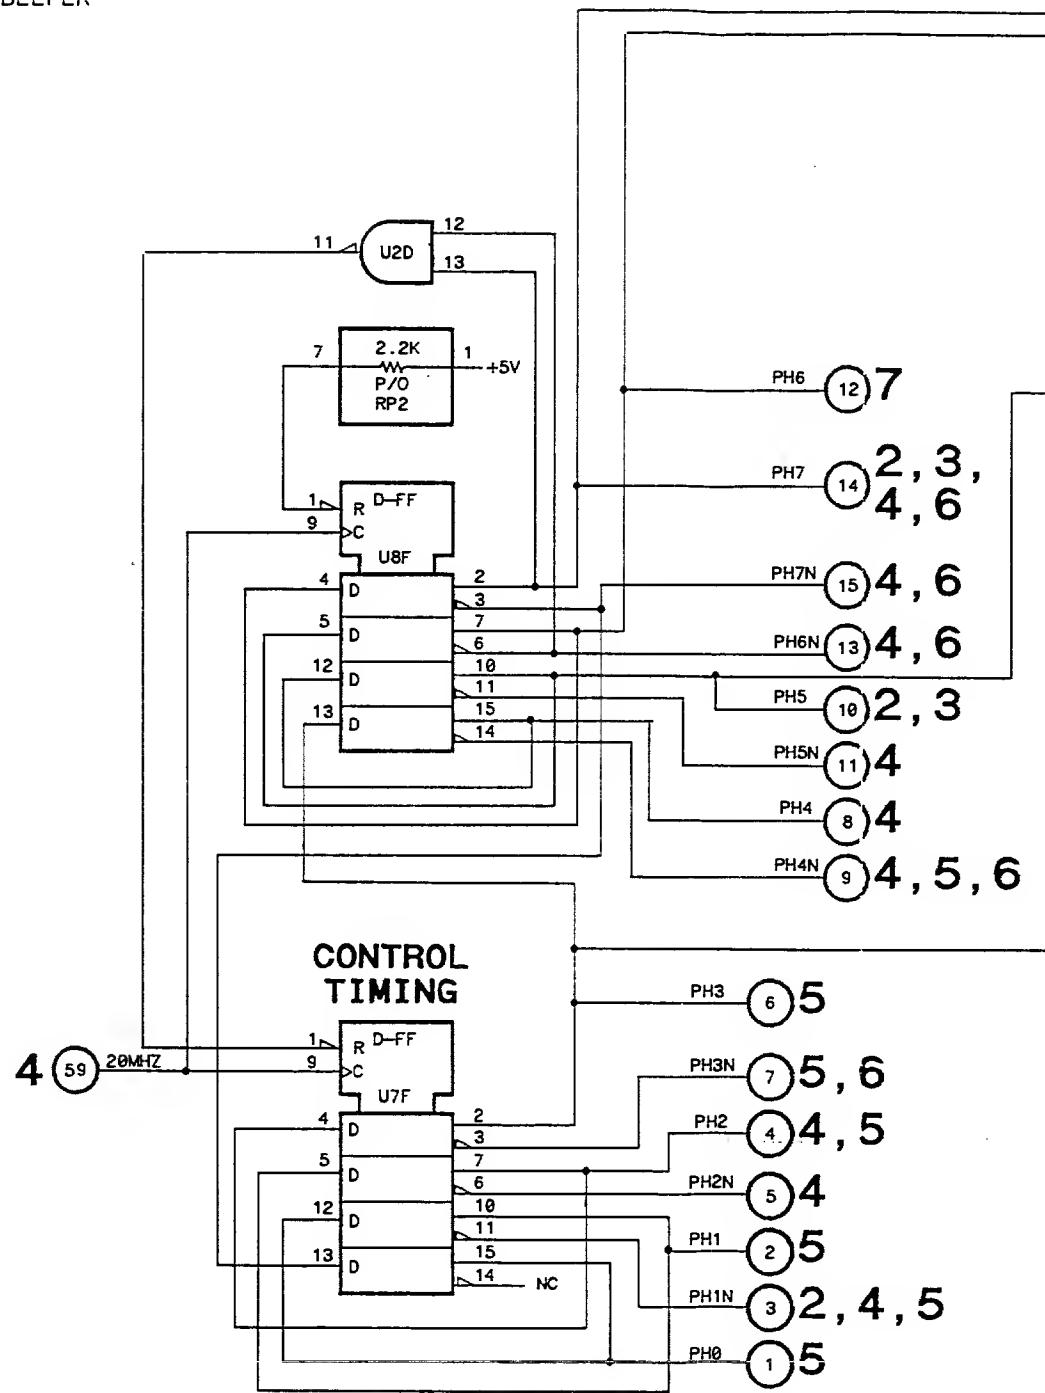 11
U2D
12
13
7
2.2K
1
+5V
P/O
RP2
PH6 12 7
PH7 14 2, 3,
4, 6
1 R D-FF
9 C
U8F
4 D 2
3
5 D 7
6
12 D 10
11
13 D 15
14
PH7N 15 4, 6
PH6N 13 4, 6
PH5 10 2, 3
PH5N 11 4
PH4 8 4
PH4N 9 4, 5, 6
CONTROL
TIMING
PH3 6 5
1 R D-FF
4 59 20MHZ 9 C
U7F
4 D 2
3
5 D 7
6
12 D 10
11
13 D 15
14 NC
PH3N 7 5, 6
PH2 4 4, 5
PH2N 5 4
PH1 2 5
PH1N 3 2, 4, 5
PH0 1 5